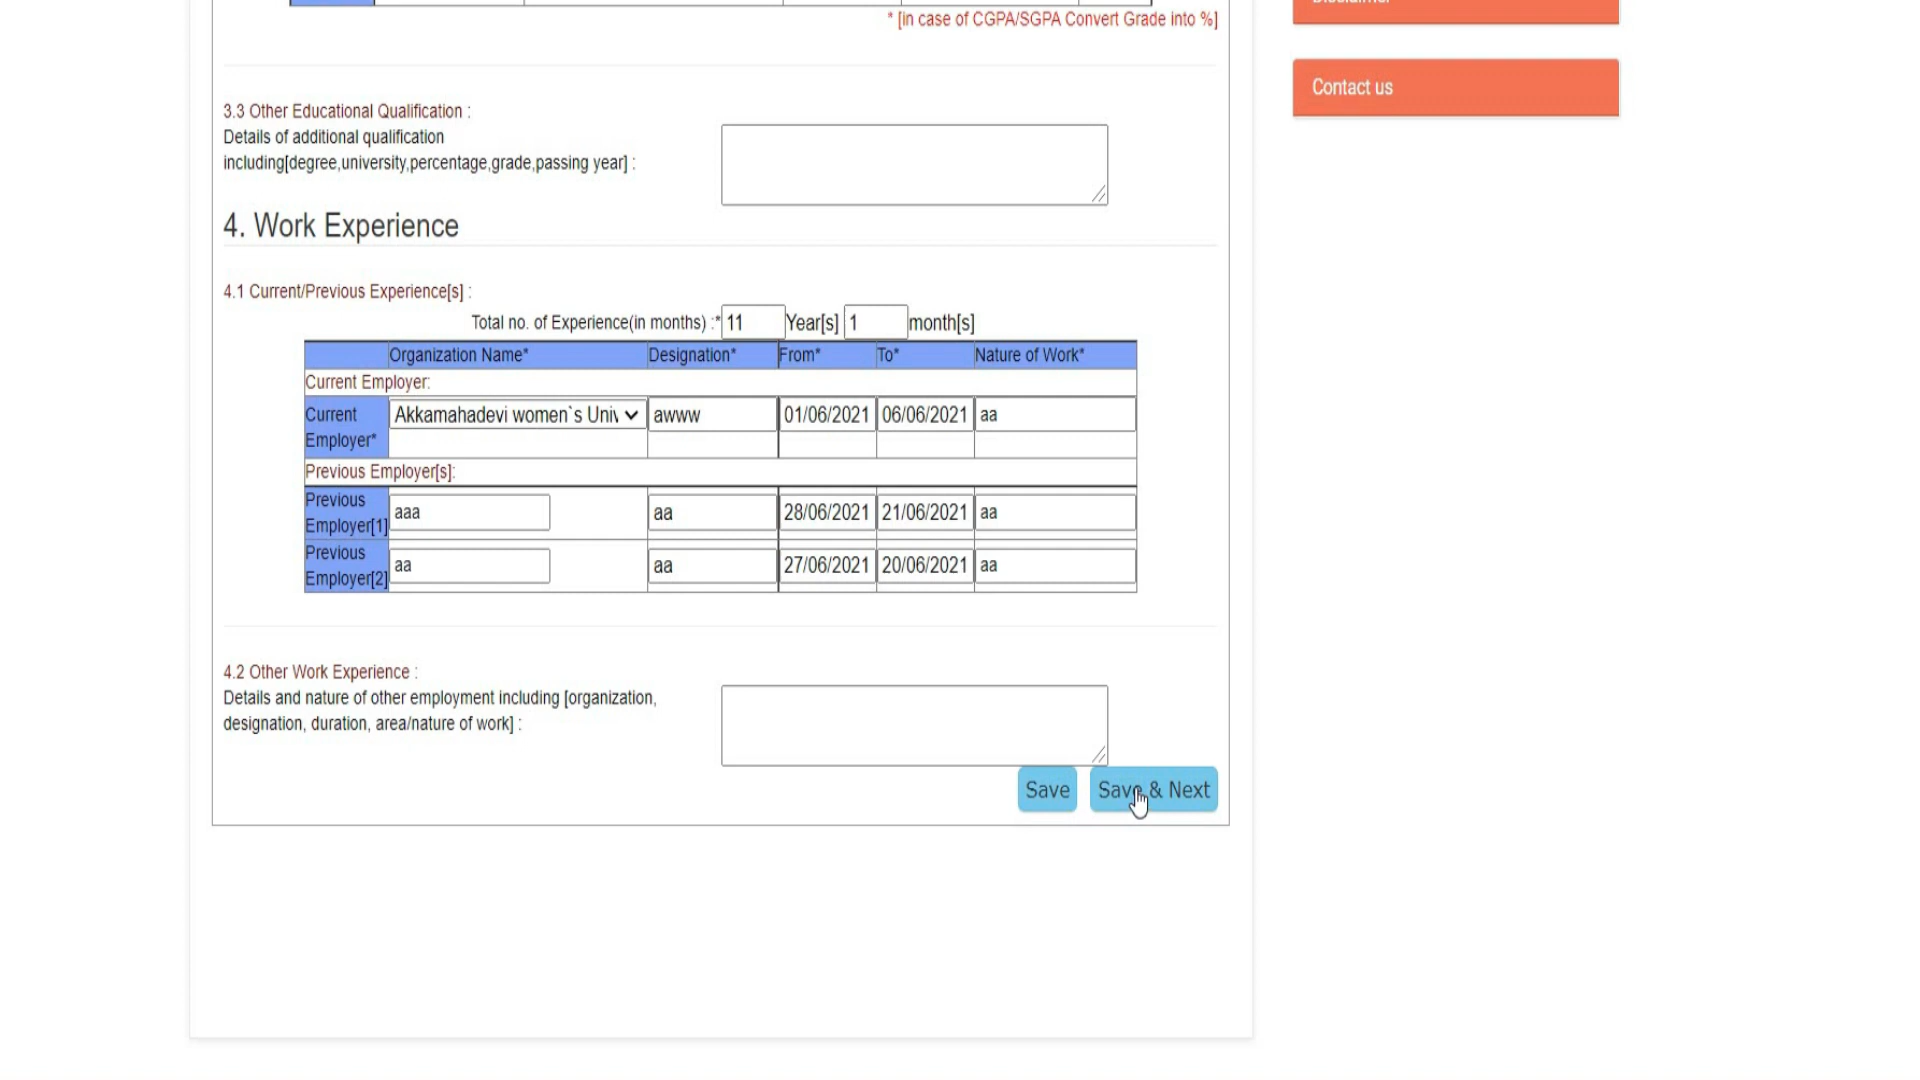 * [in case of CGPA/SGPA Convert Grade into %]
Contact us
3.3 Other Educational Qualification :
Details of additional qualification
including[degree,university,percentage,grade,passing year] :
4. Work Experience
4.1 Current/Previous Experience[s] :
Total no. of Experience(in months) :* 11 Year[s] 1 month[s]
Organization Name* Designation* From* To* Nature of Work*
Current Employer:
Current Employer* Akkamahadevi women`s Univ awww 01/06/2021 06/06/2021 aa
Previous Employer[s]:
Previous Employer[1] aaa aa 28/06/2021 21/06/2021 aa
Previous Employer[2] aa aa 27/06/2021 20/06/2021 aa
4.2 Other Work Experience :
Details and nature of other employment including [organization,
designation, duration, area/nature of work] :
Save Save & Next